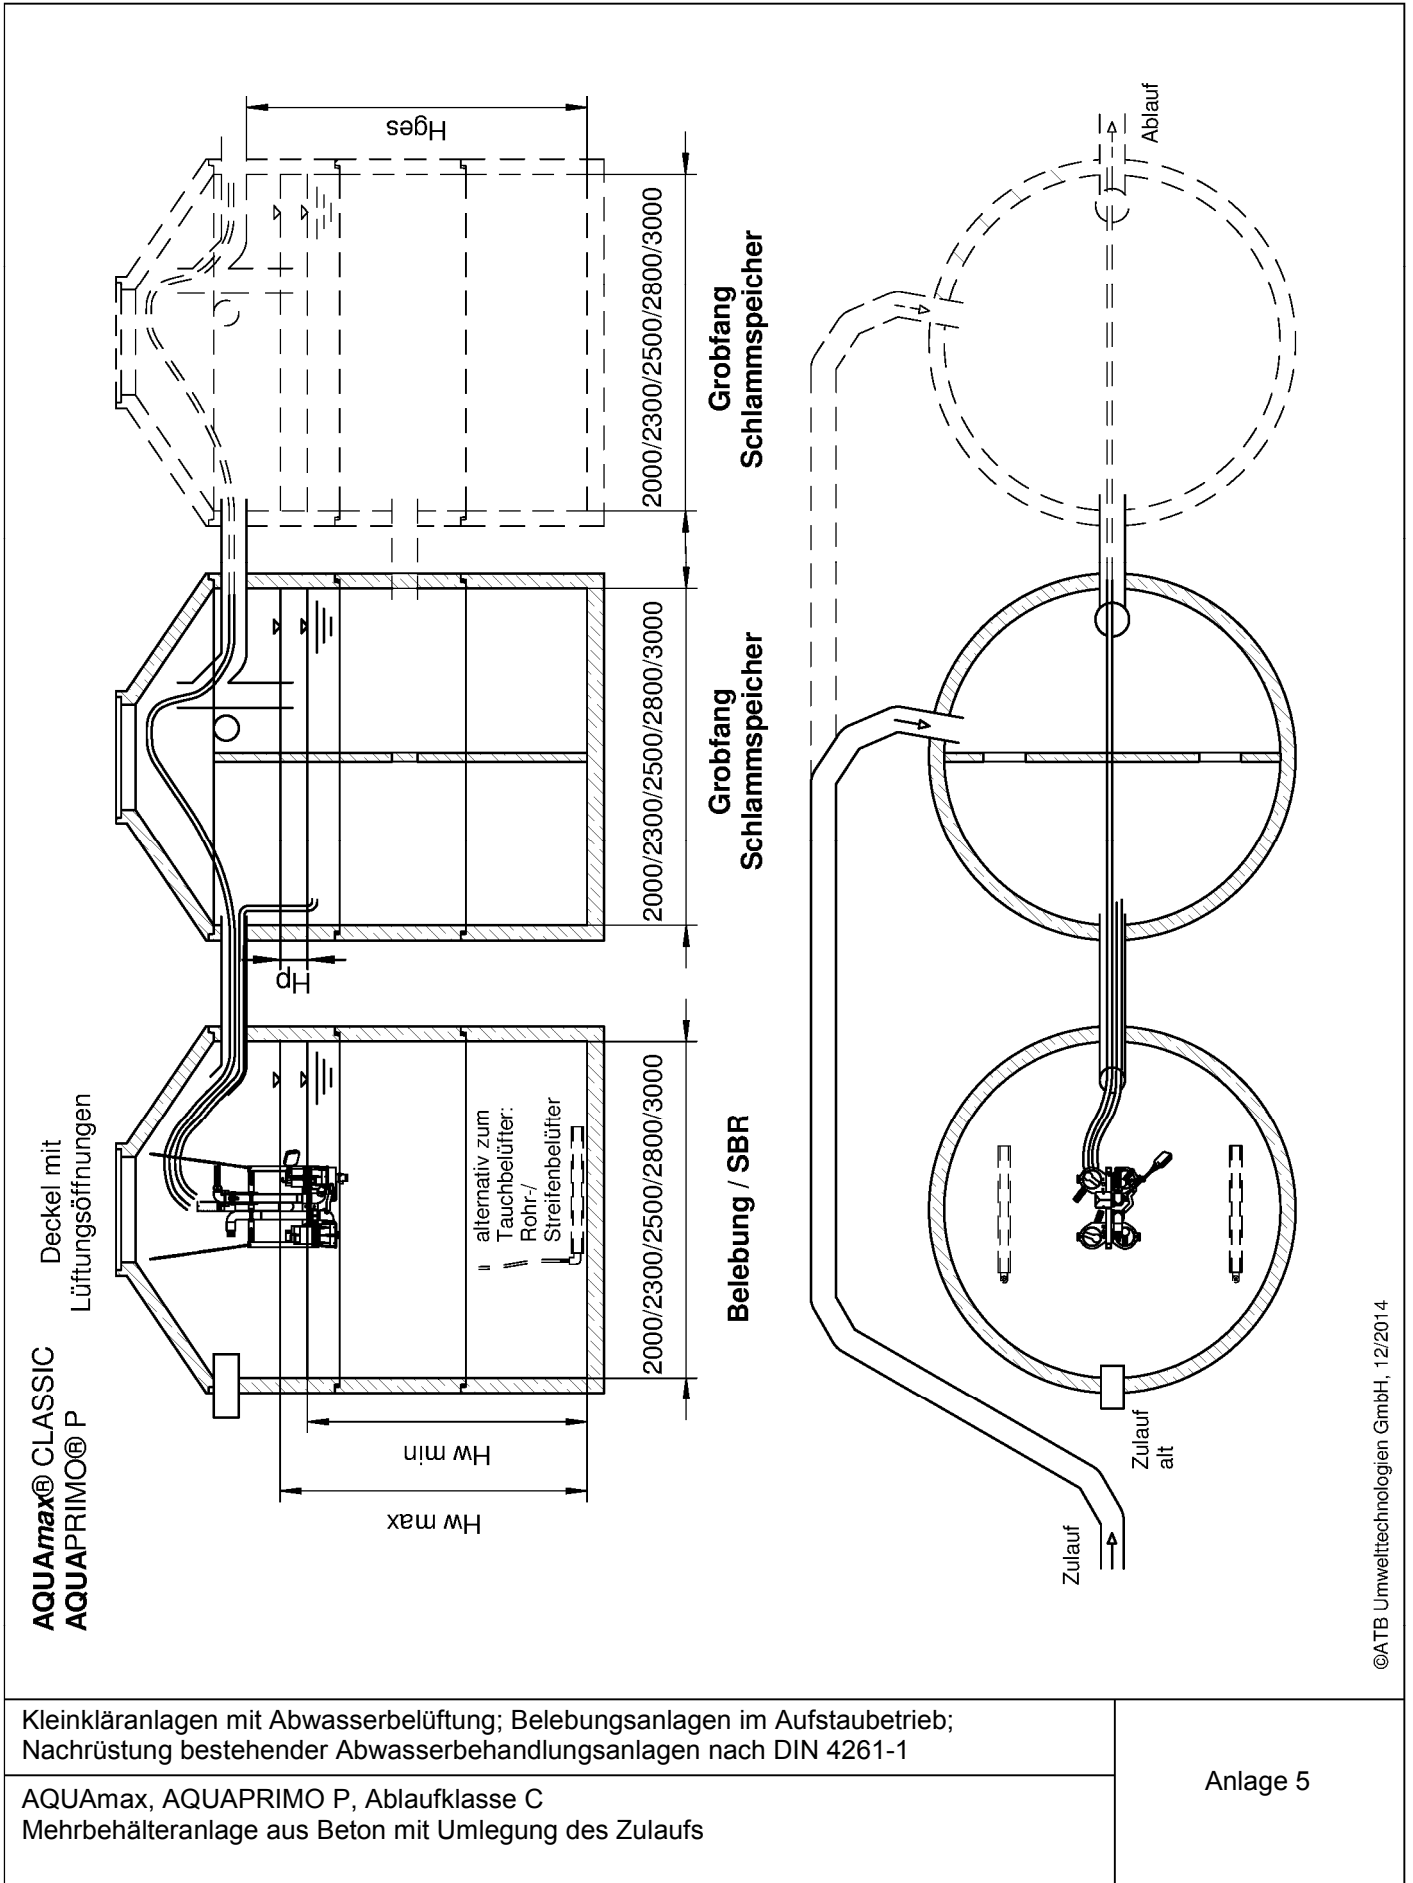 AQUAmax® CLASSIC
AQUAPRIMO® P
Deckel mit
Lüftungsöffnungen
Hw max
Hw min
Hp
Hges
alternativ zum
Tauchbelüfter:
Rohr-/
Streifenbelüfter
2000/2300/2500/2800/3000
2000/2300/2500/2800/3000
2000/2300/2500/2800/3000
Belebung / SBR
Grobfang
Schlammspeicher
Grobfang
Schlammspeicher
Zulauf
Zulauf
alt
Ablauf
©ATB Umwelttechnologien GmbH, 12/2014
Kleinkläranlagen mit Abwasserbelüftung; Belebungsanlagen im Aufstaubetrieb;
Nachrüstung bestehender Abwasserbehandlungsanlagen nach DIN 4261-1
AQUAmax, AQUAPRIMO P, Ablaufklasse C
Mehrbehälteranlage aus Beton mit Umlegung des Zulaufs
Anlage 5